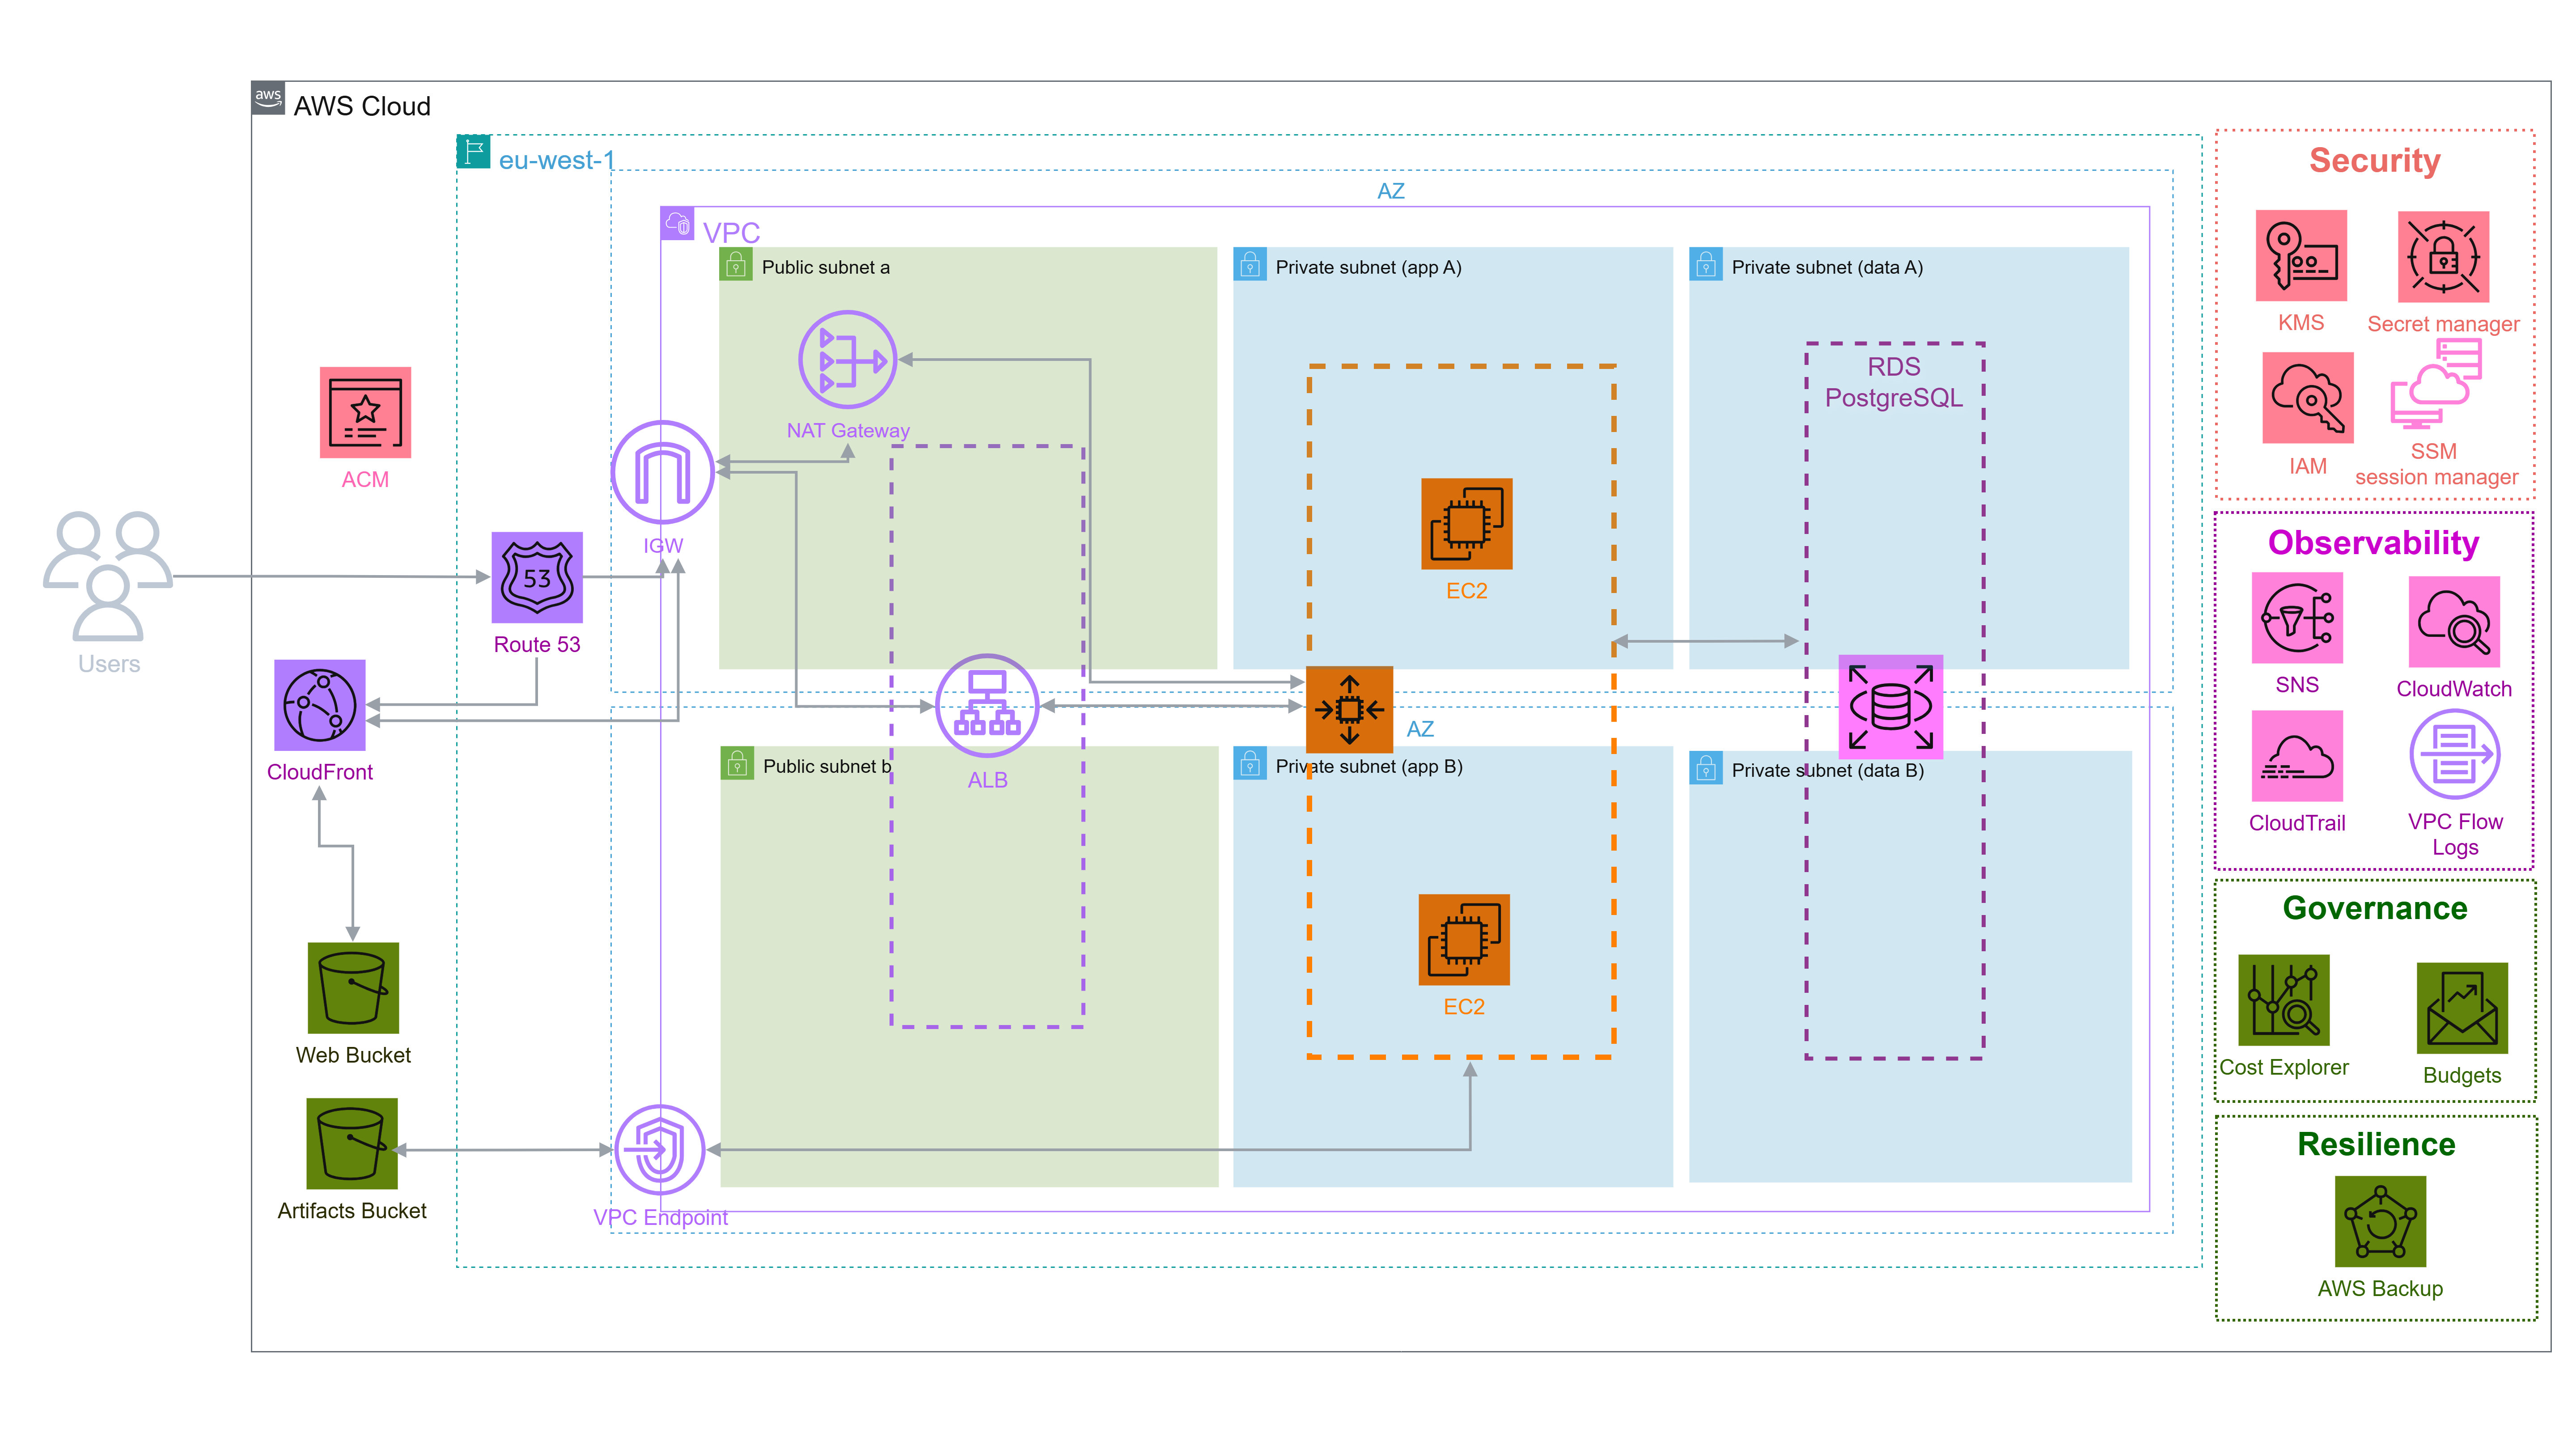 aws
AWS Cloud
eu-west-1
AZ
VPC
Public subnet a
Private subnet (app A)
Private subnet (data A)
NAT Gateway
RDS
PostgreSQL
ACM
IGW
EC2
53
Route 53
Users
CloudFront
ALB
AZ
Public subnet b
Private subnet (app B)
Private subnet (data B)
EC2
Web Bucket
Artifacts Bucket
VPC Endpoint
Security
KMS
Secret manager
IAM
SSM
session manager
Observability
SNS
CloudWatch
CloudTrail
VPC Flow
Logs
Governance
Cost Explorer
Budgets
Resilience
AWS Backup